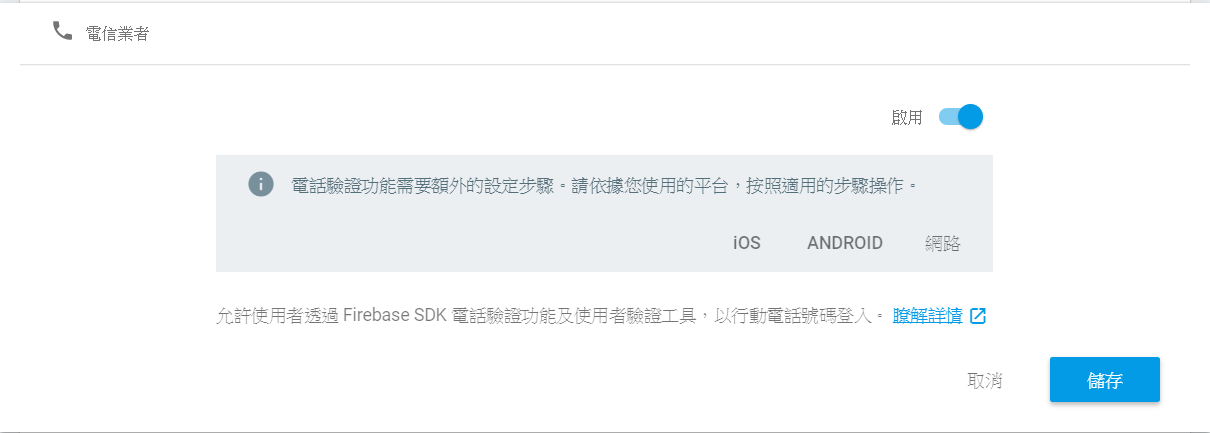 電信業者
啟用
電話驗證功能需要額外的設定步驟。請依據您使用的平台，按照適用的步驟操作。
iOS ANDROID 網路
允許使用者透過 Firebase SDK 電話驗證功能及使用者驗證工具，以行動電話號碼登入。 瞭解詳情
取消 儲存